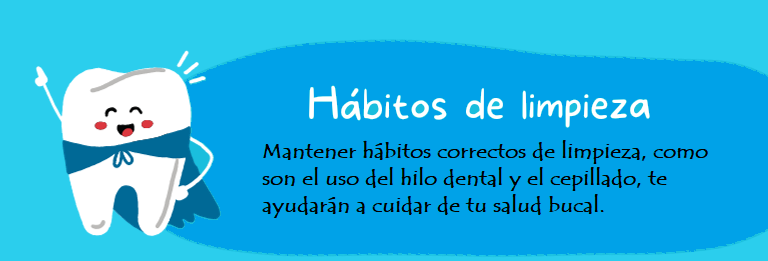 Hábitos de limpieza
Mantener hábitos correctos de limpieza, como
son el uso del hilo dental y el cepillado, te
ayudarán a cuidar de tu salud bucal.